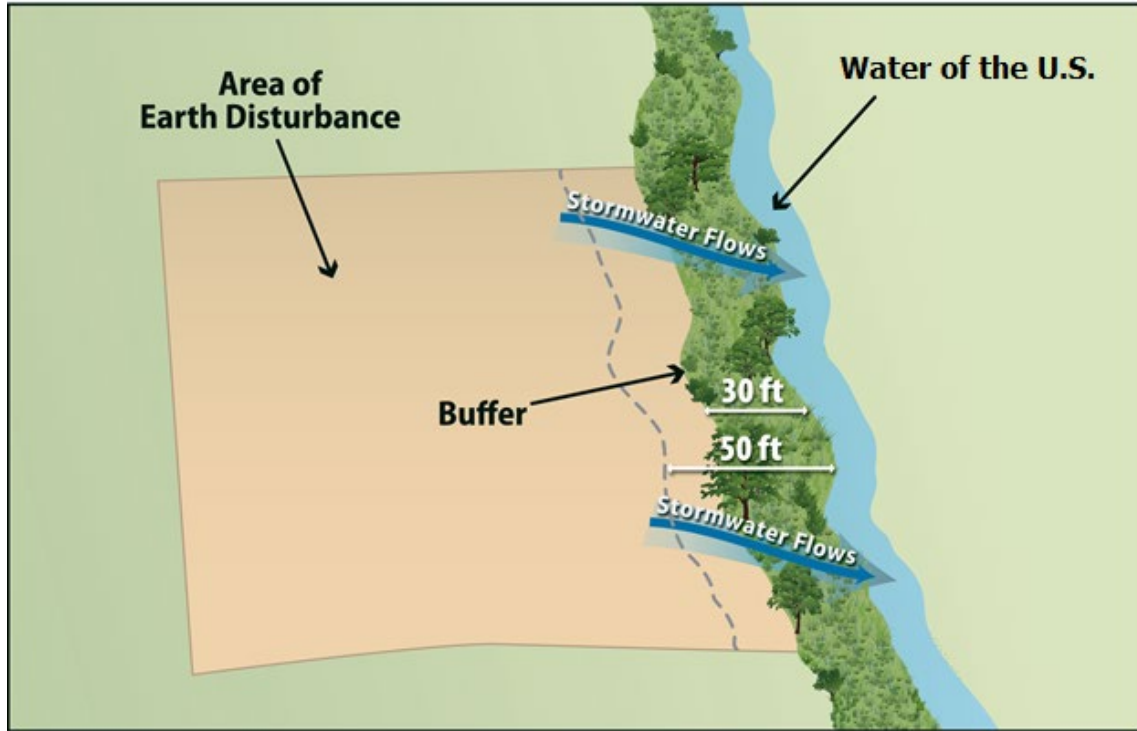 Water of the U.S.
Area of
Earth Disturbance
Stormwater Flows
30 ft
Buffer
50 ft
Stormwater Flows